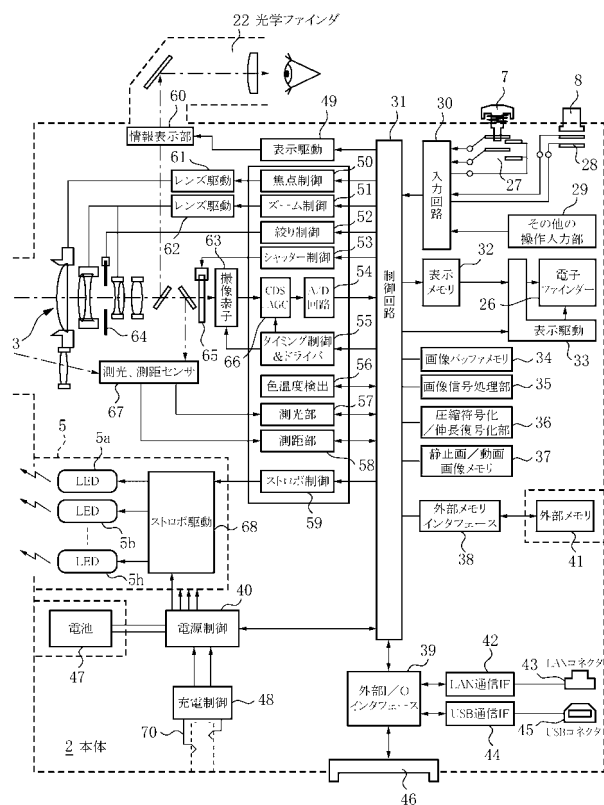 22 光学ファインダ
60
情報表示部
49
表示駆動
31
30
入力回路
7
8
27
28
29
その他の
操作入力部
61
レンズ駆動
レンズ駆動
62
50
焦点制御
51
ズーム制御
52
絞り制御
53
シャッター制御
63
撮像素子
CDS
AGC
54
A/D
回路
66
55
タイミング制御
&ドライバ
56
色温度検出
57
測光部
測距部
58
ストロボ制御
59
3
64
65
測光、測距センサ
67
制御回路
32
表示
メモリ
26
電子
ファインダー
表示駆動
33
画像バッファメモリ
34
画像信号処理部
35
圧縮符号化
/伸長復号化部
36
静止画/動画
画像メモリ
37
外部メモリ
インタフェース
38
外部メモリ
41
5
5a
LED
LED
5b
LED
5h
ストロボ駆動
68
40
電源制御
電池
47
充電制御
48
70
2 本体
39
外部I/O
インタフェース
42
LAN通信IF
43
LANコネクタ
USB通信IF
44
45
USBコネクタ
46